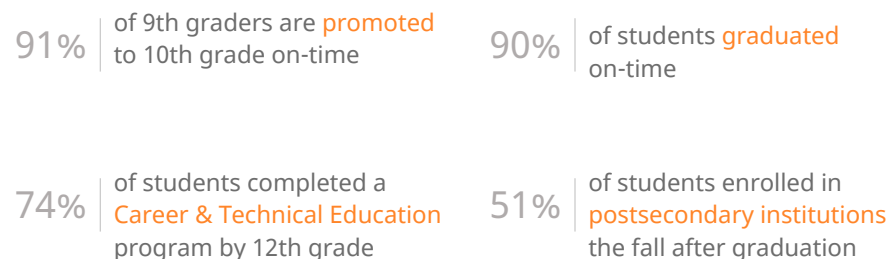 91%
of 9th graders are promoted
to 10th grade on-time
90%
of students graduated
on-time
74%
of students completed a
Career & Technical Education
program by 12th grade
51%
of students enrolled in
postsecondary institutions
the fall after graduation